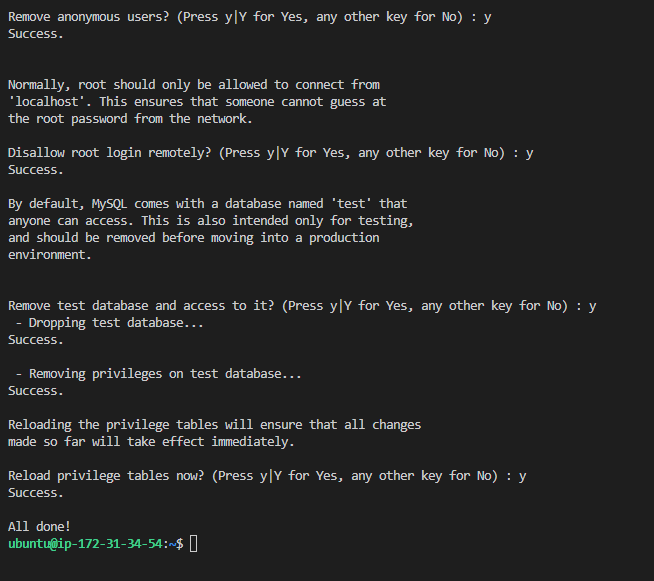 Remove anonymous users? (Press y|Y for Yes, any other key for No) : y
Success.
Normally, root should only be allowed to connect from
'localhost'. This ensures that someone cannot guess at
the root password from the network.
Disallow root login remotely? (Press y|Y for Yes, any other key for No) : y
Success.
By default, MySQL comes with a database named 'test' that
anyone can access. This is also intended only for testing,
and should be removed before moving into a production
environment.
Remove test database and access to it? (Press y|Y for Yes, any other key for No) : y
 - Dropping test database...
Success.
 - Removing privileges on test database...
Success.
Reloading the privilege tables will ensure that all changes
made so far will take effect immediately.
Reload privilege tables now? (Press y|Y for Yes, any other key for No) : y
Success.
All done!
ubuntu@ip-172-31-34-54:~$